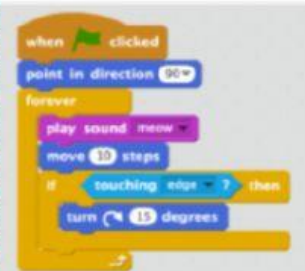 when clicked
point in direction 90
forever
play sound meow
move 10 steps
if touching edge ? then
turn 15 degrees